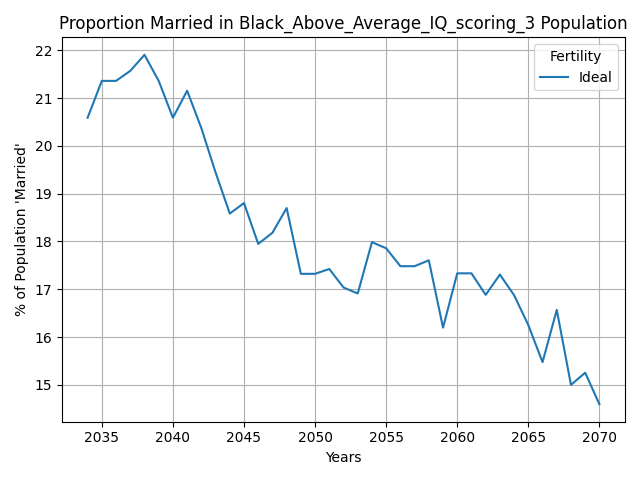 Proportion Married in Black_Above_Average_IQ_scoring_3 Population
Fertility
Ideal
% of Population 'Married'
22
21
20
19
18
17
16
15
2035 2040 2045 2050 2055 2060 2065 2070
Years